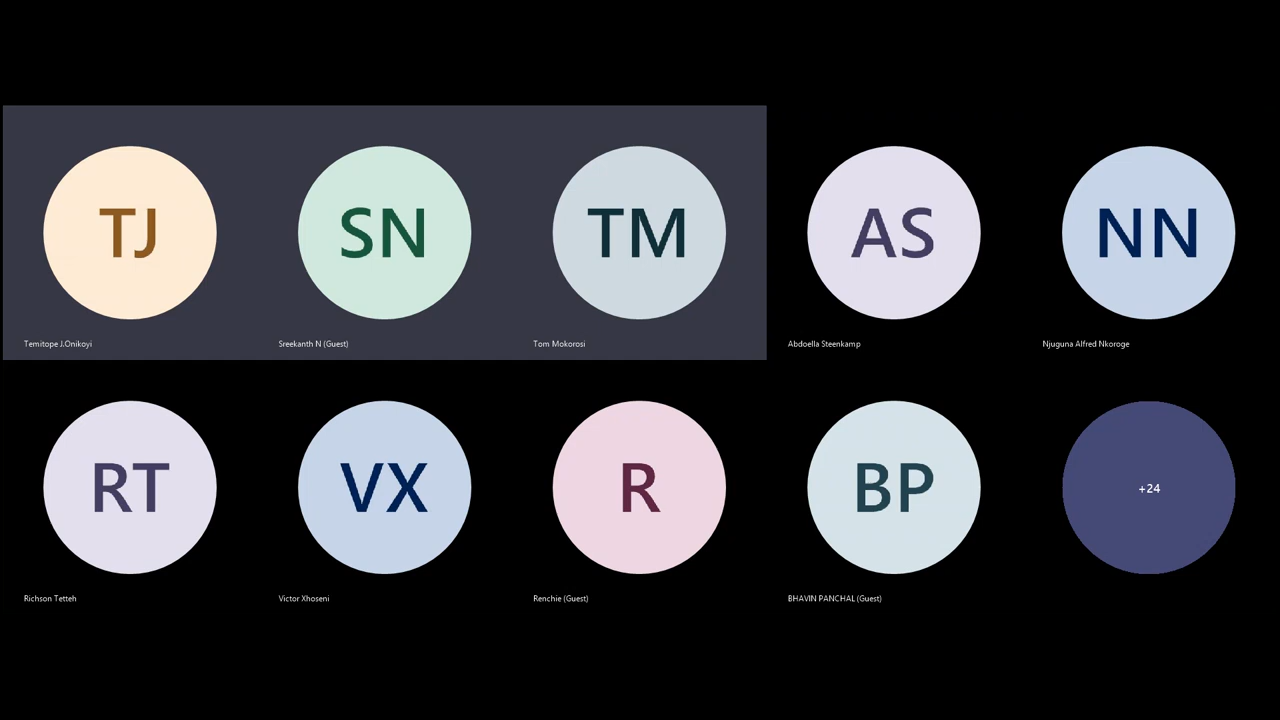 TJ
SN
TM
AS
NN
Temitope J.Onikoyi
Sreekanth N (Guest)
Tom Mokorosi
Abdoella Steenkamp
Njuguna Alfred Nkoroge
RT
VX
R
BP
+24
Richson Tetteh
Victor Xhoseni
Renchie (Guest)
BHAVIN PANCHAL (Guest)